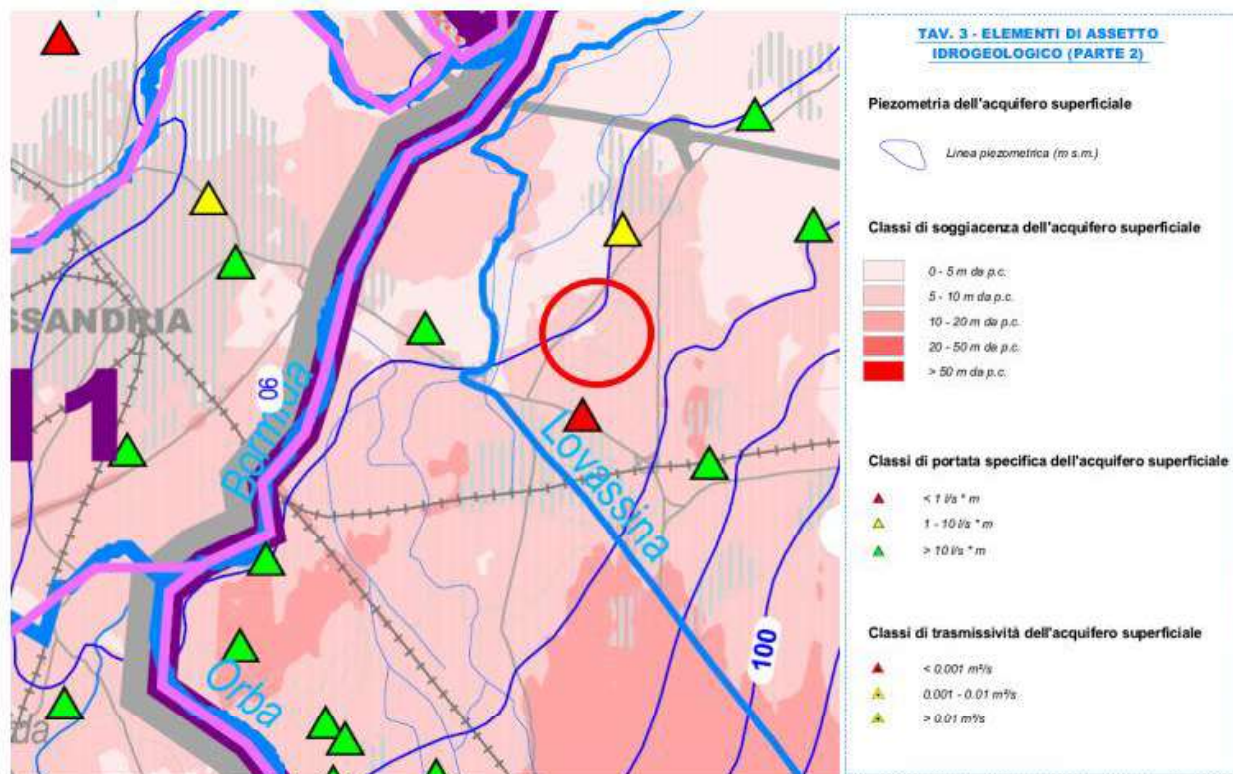 SSANDRIA
11
90
Bormida
Lovassina
Orba
100
da
TAV. 3 - ELEMENTI DI ASSETTO
IDROGEOLOGICO (PARTE 2)
Piezometria dell'acquifero superficiale
Linea piezometrica (m s.m.)
Classi di soggiacenza dell'acquifero superficiale
0 - 5 m da p.c.
5 - 10 m da p.c.
10 - 20 m da p.c.
20 - 50 m da p.c.
> 50 m da p.c.
Classi di portata specifica dell'acquifero superficiale
< 1 l/s * m
1 - 10 l/s * m
> 10 l/s * m
Classi di trasmissività dell'acquifero superficiale
< 0.001 m²/s
0.001 - 0.01 m²/s
> 0.01 m²/s